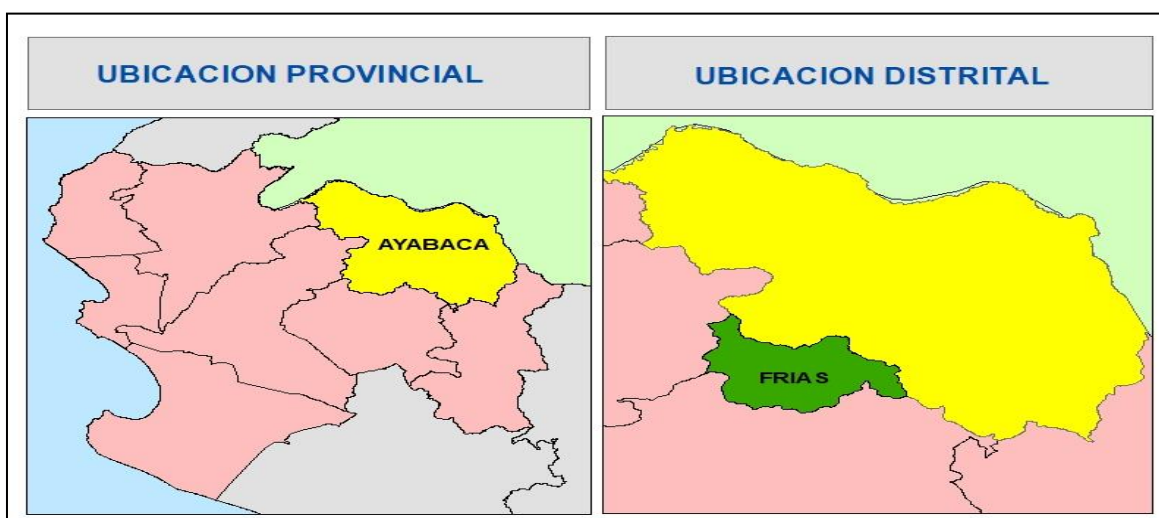 UBICACION PROVINCIAL
UBICACION DISTRITAL
AYABACA
FRIAS